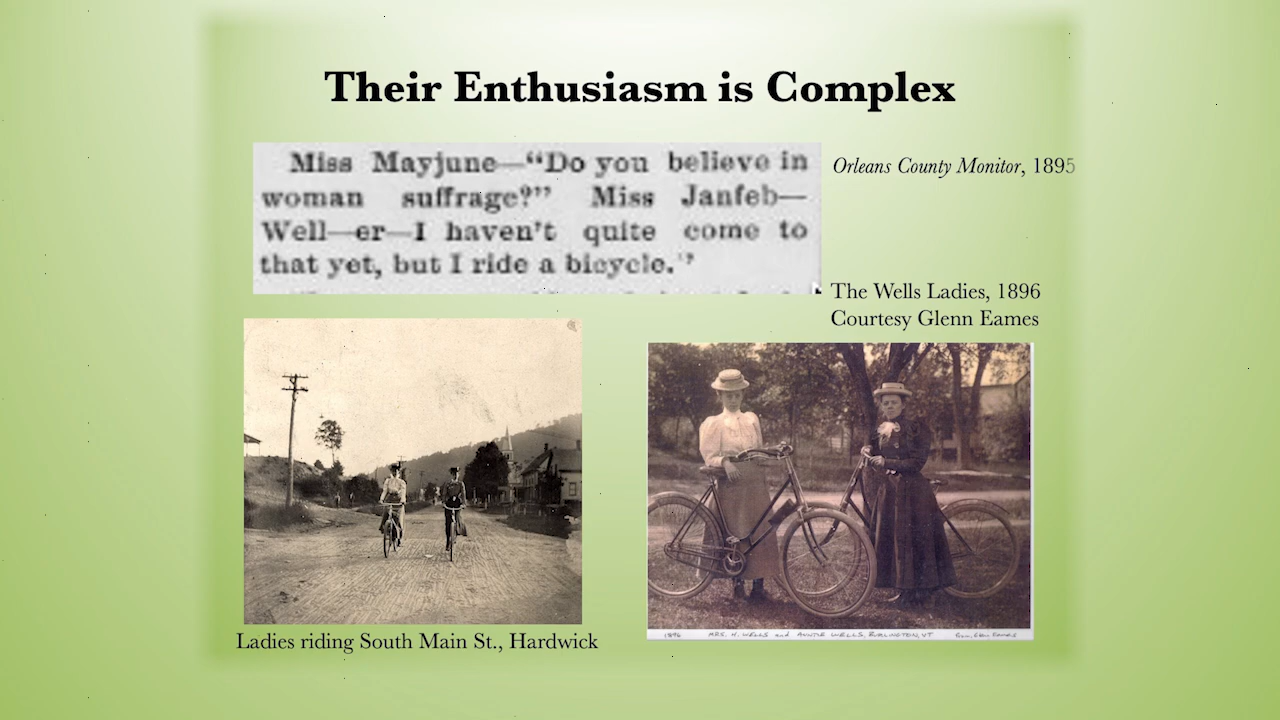 Their Enthusiasm is Complex
Miss Mayjune—“Do you believe in
woman suffrage?” Miss Janfeb—
Well—er—I haven't quite come to
that yet, but I ride a bicycle.'’
Orleans County Monitor, 1895
The Wells Ladies, 1896
Courtesy Glenn Eames
Ladies riding South Main St., Hardwick
1896 MRS. H. WELLS and AUNTIE WELLS, BURLINGTON, VT